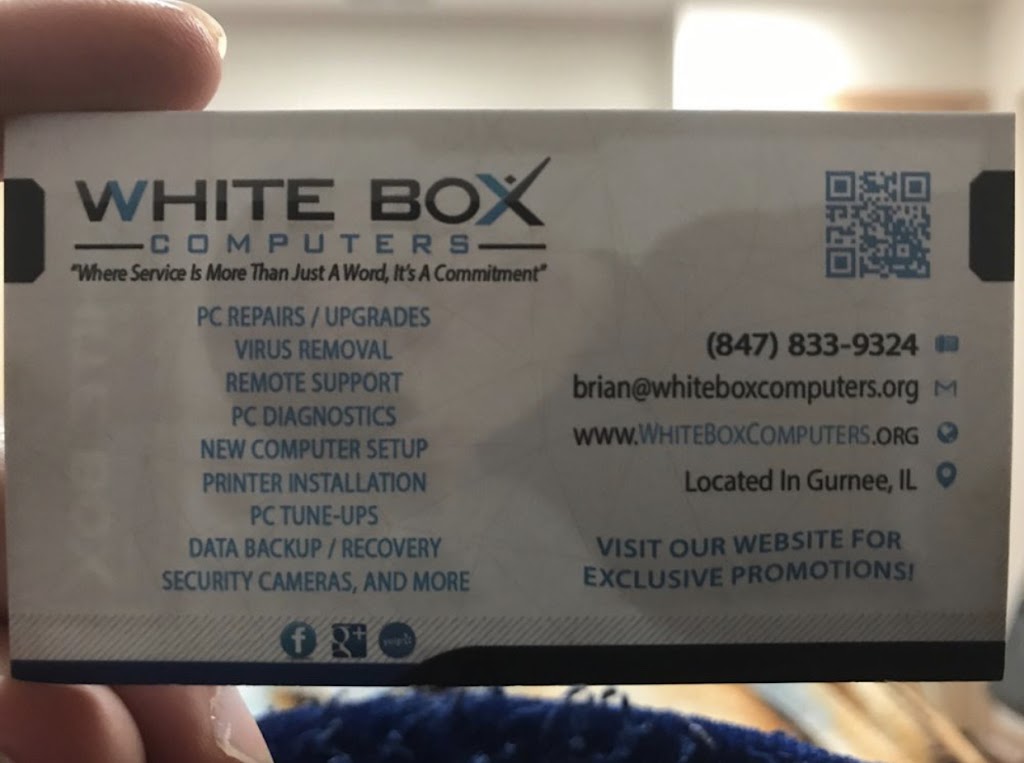 WHITE BOX
COMPUTERS
"Where Service Is More Than Just A Word, It's A Commitment"
PC REPAIRS / UPGRADES
VIRUS REMOVAL
REMOTE SUPPORT
PC DIAGNOSTICS
NEW COMPUTER SETUP
PRINTER INSTALLATION
PC TUNE-UPS
DATA BACKUP / RECOVERY
SECURITY CAMERAS, AND MORE
f g+
(847) 833-9324
brian@whiteboxcomputers.org
WWW.WHITEBOXCOMPUTERS.ORG
Located In Gurnee, IL
VISIT OUR WEBSITE FOR
EXCLUSIVE PROMOTIONS!